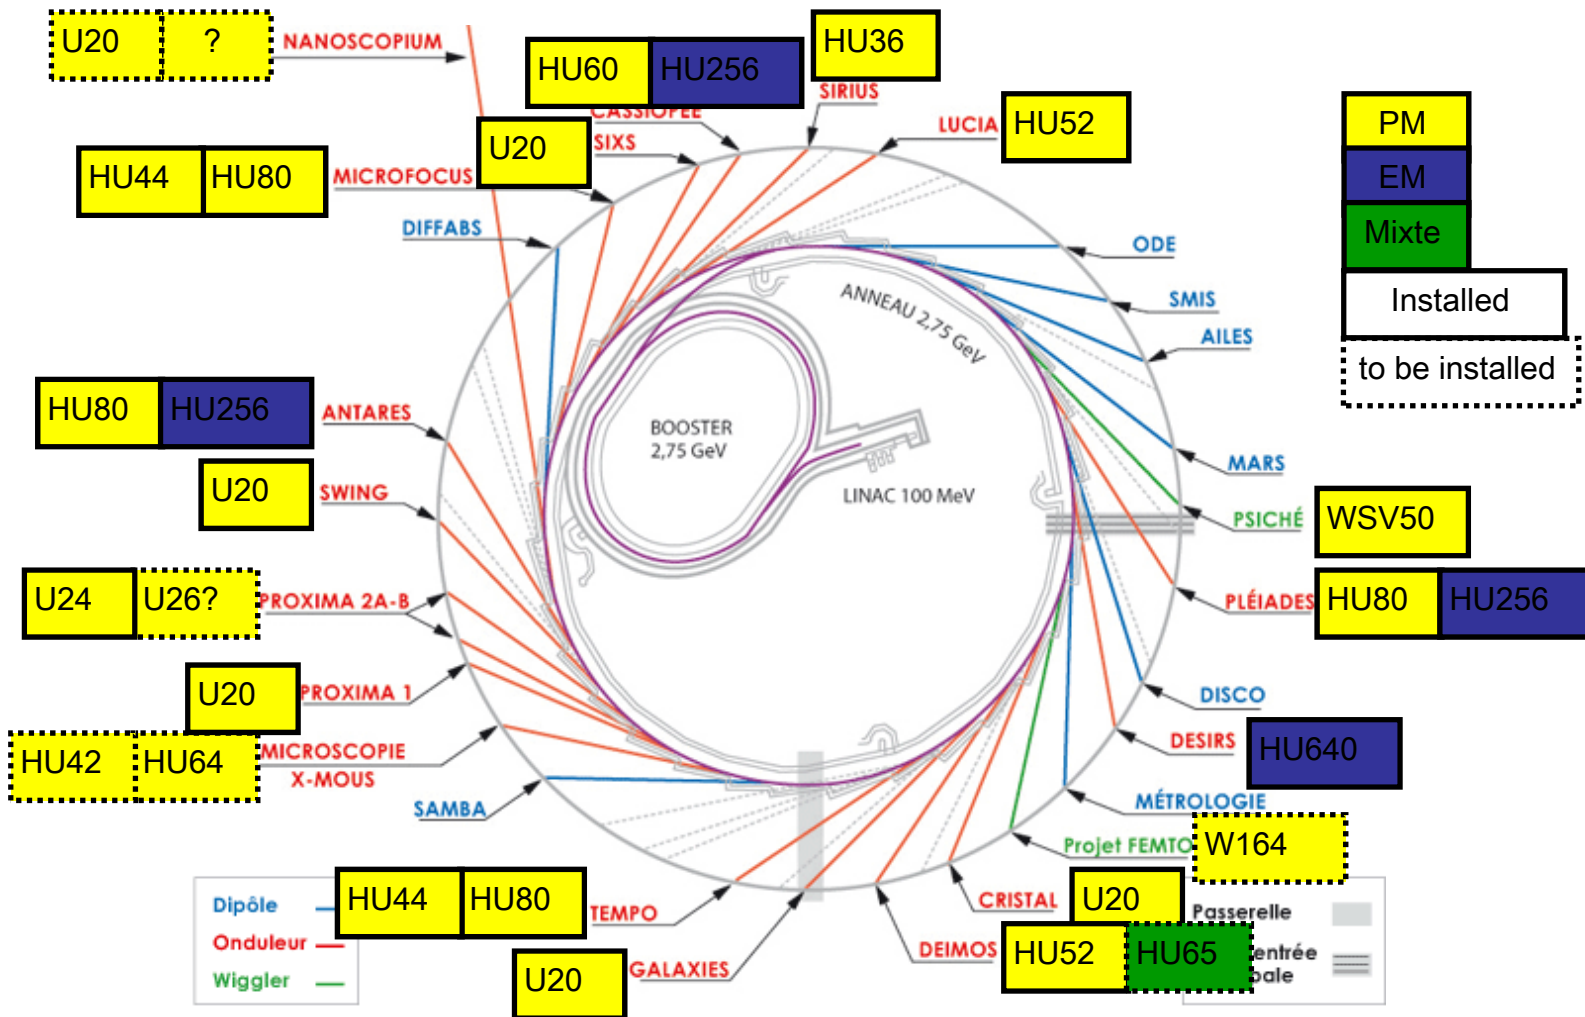 U20 ? NANOSCOPIUM
HU60 HU256
HU36
CASSIOPÉE
SIRIUS
U20 SIXS
LUCIA HU52
HU44 HU80 MICROFOCUS
DIFFABS
PM
EM
Mixte
Installed
to be installed
ODE
SMIS
AILES
MARS
ANNEAU 2,75 GeV
BOOSTER
2,75 GeV
LINAC 100 MeV
HU80 HU256 ANTARES
U20 SWING
U24 U26? PROXIMA 2A-B
U20 PROXIMA 1
HU42 HU64 MICROSCOPIE
X-MOUS
SAMBA
PSICHÉ WSV50
PLÉIADES HU80 HU256
DISCO
DESIRS HU640
MÉTROLOGIE
Projet FEMTO W164
CRISTAL U20
DEIMOS HU52 HU65
HU44 HU80 TEMPO
U20 GALAXIES
Dipôle
Onduleur
Wiggler
Passerelle
entrée
pale